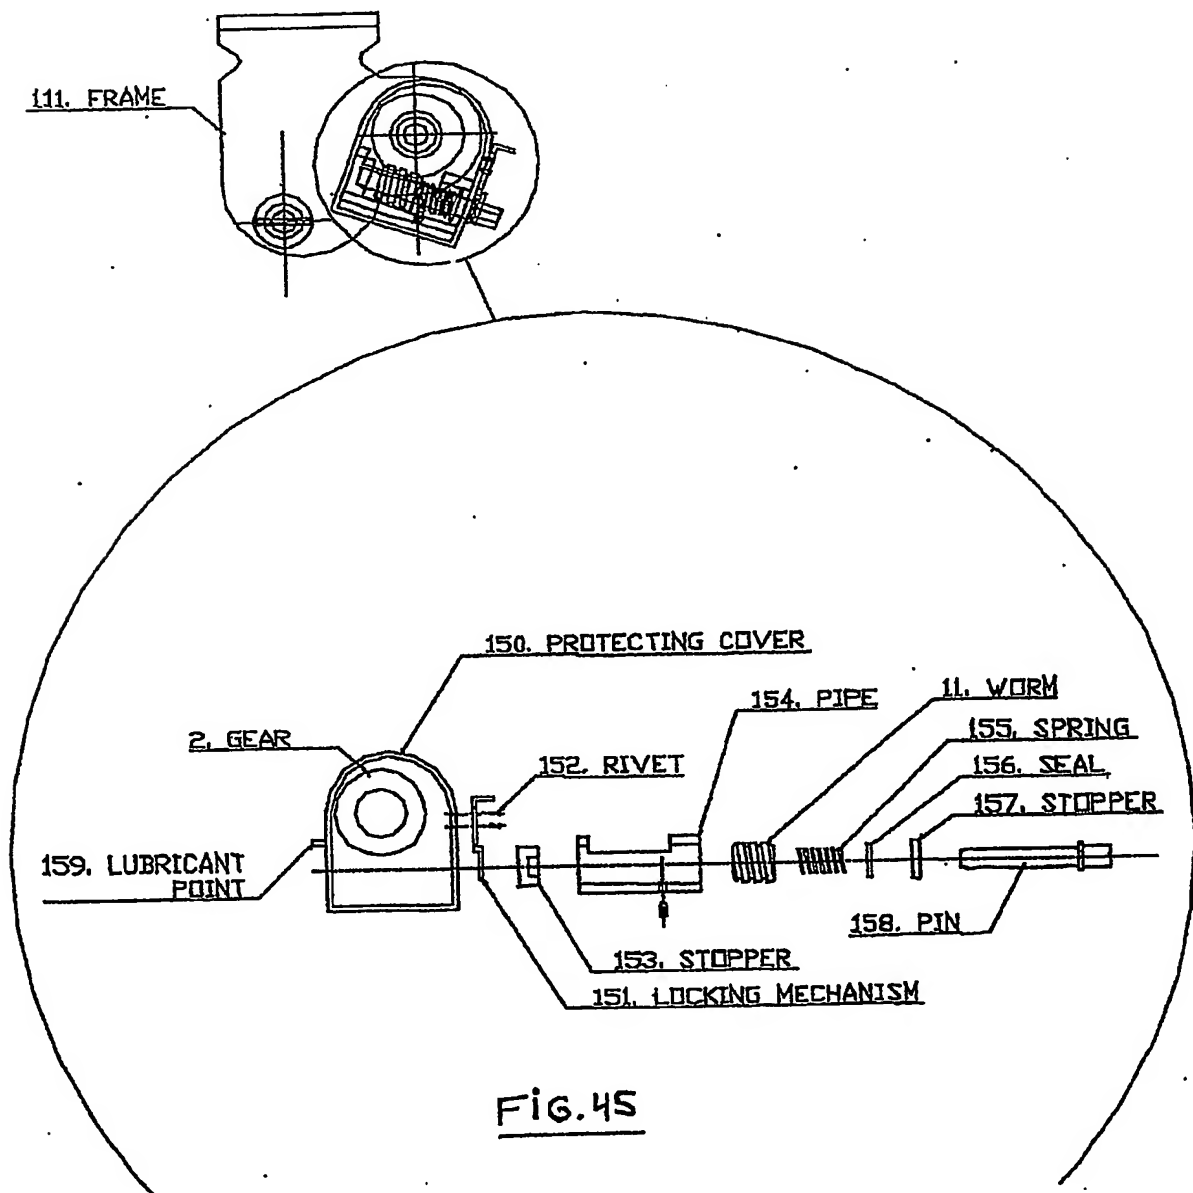 111. FRAME
150. PROTECTING COVER
11. WORM
154. PIPE
2. GEAR
155. SPRING
152. RIVET
156. SEAL
157. STOPPER
159. LUBRICANT
POINT
158. PIN
153. STOPPER
151. LOCKING MECHANISM
FiG.45